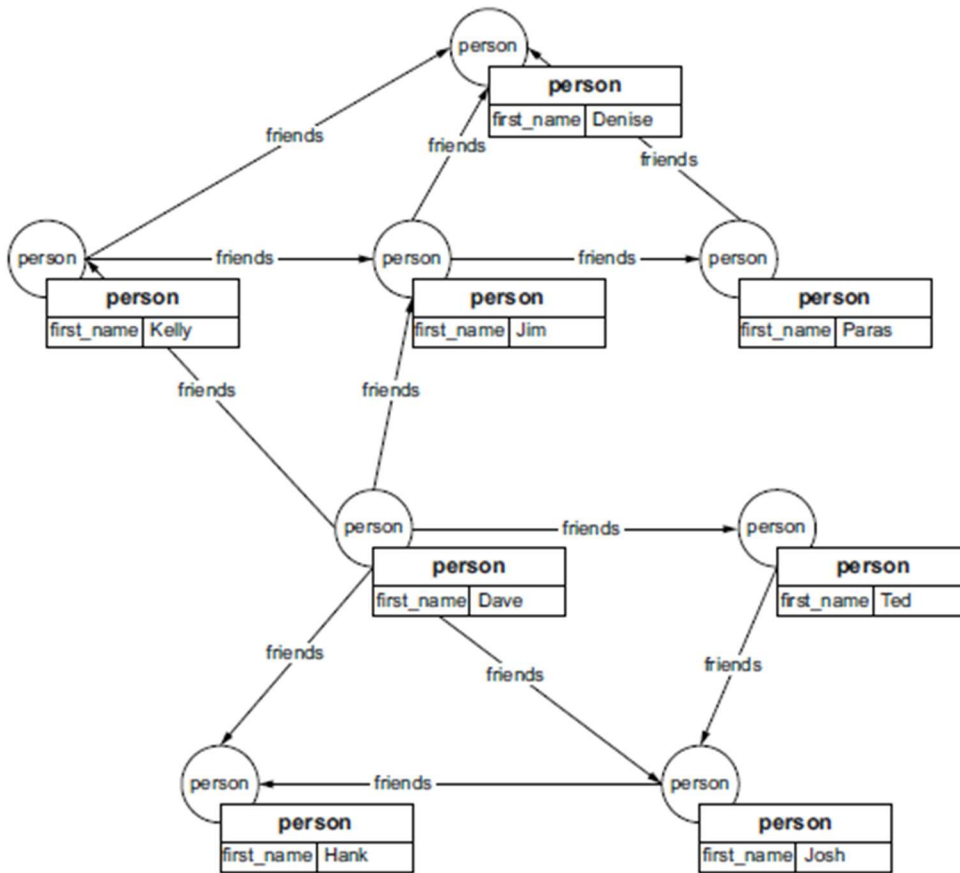 person
person
first_name Denise
friends
friends
friends
person
friends
person
friends
person
person
first_name Kelly
person
first_name Jim
person
first_name Paras
friends
friends
person
friends
person
person
first_name Dave
person
first_name Ted
friends
friends
friends
person
friends
person
person
first_name Hank
person
first_name Josh